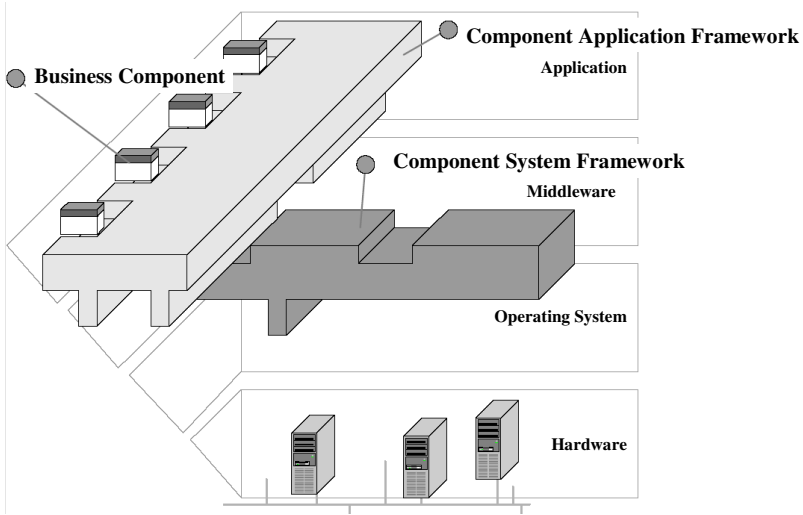 Component Application Framework
Application
Business Component
Component System Framework
Middleware
Operating System
Hardware